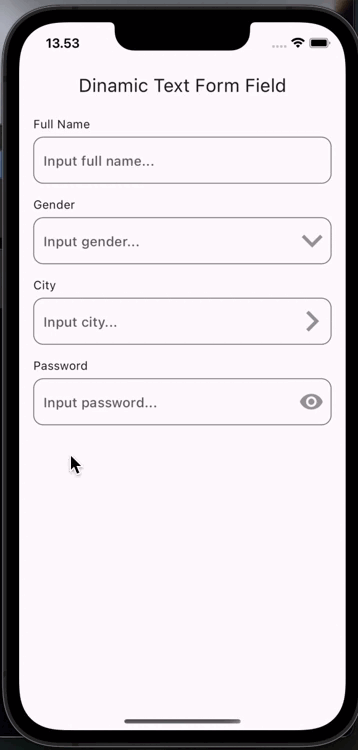 13.53
Dinamic Text Form Field
Full Name
Input full name...
Gender
Input gender...
City
Input city...
Password
Input password...